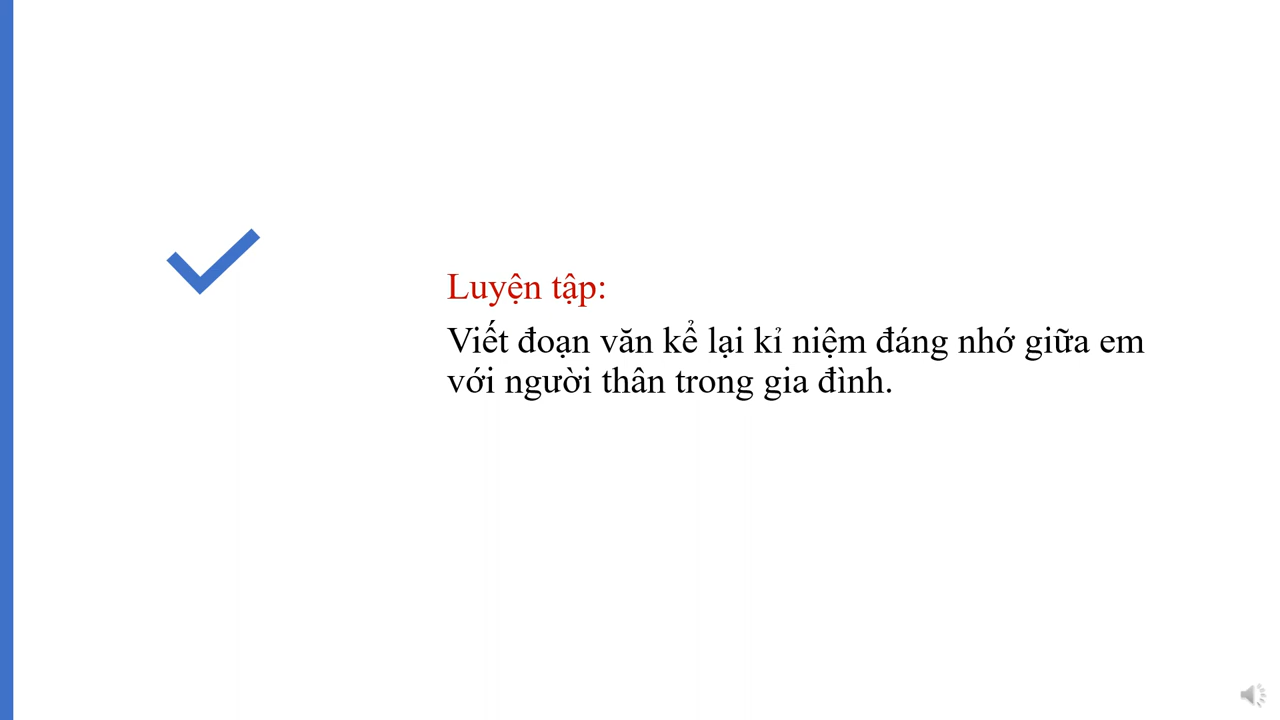 Luyện tập:
Viết đoạn văn kể lại kỉ niệm đáng nhớ giữa em
với người thân trong gia đình.